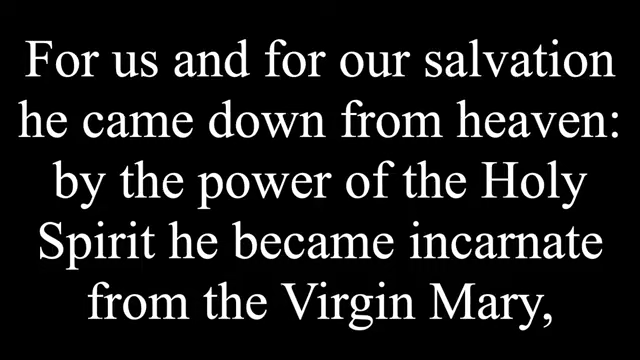 For us and for our salvation
he came down from heaven:
by the power of the Holy
Spirit he became incarnate
from the Virgin Mary,